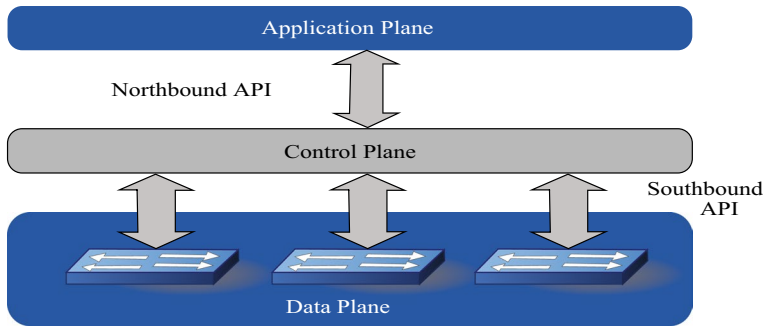 Application Plane
Northbound API
Control Plane
Southbound
API
Data Plane